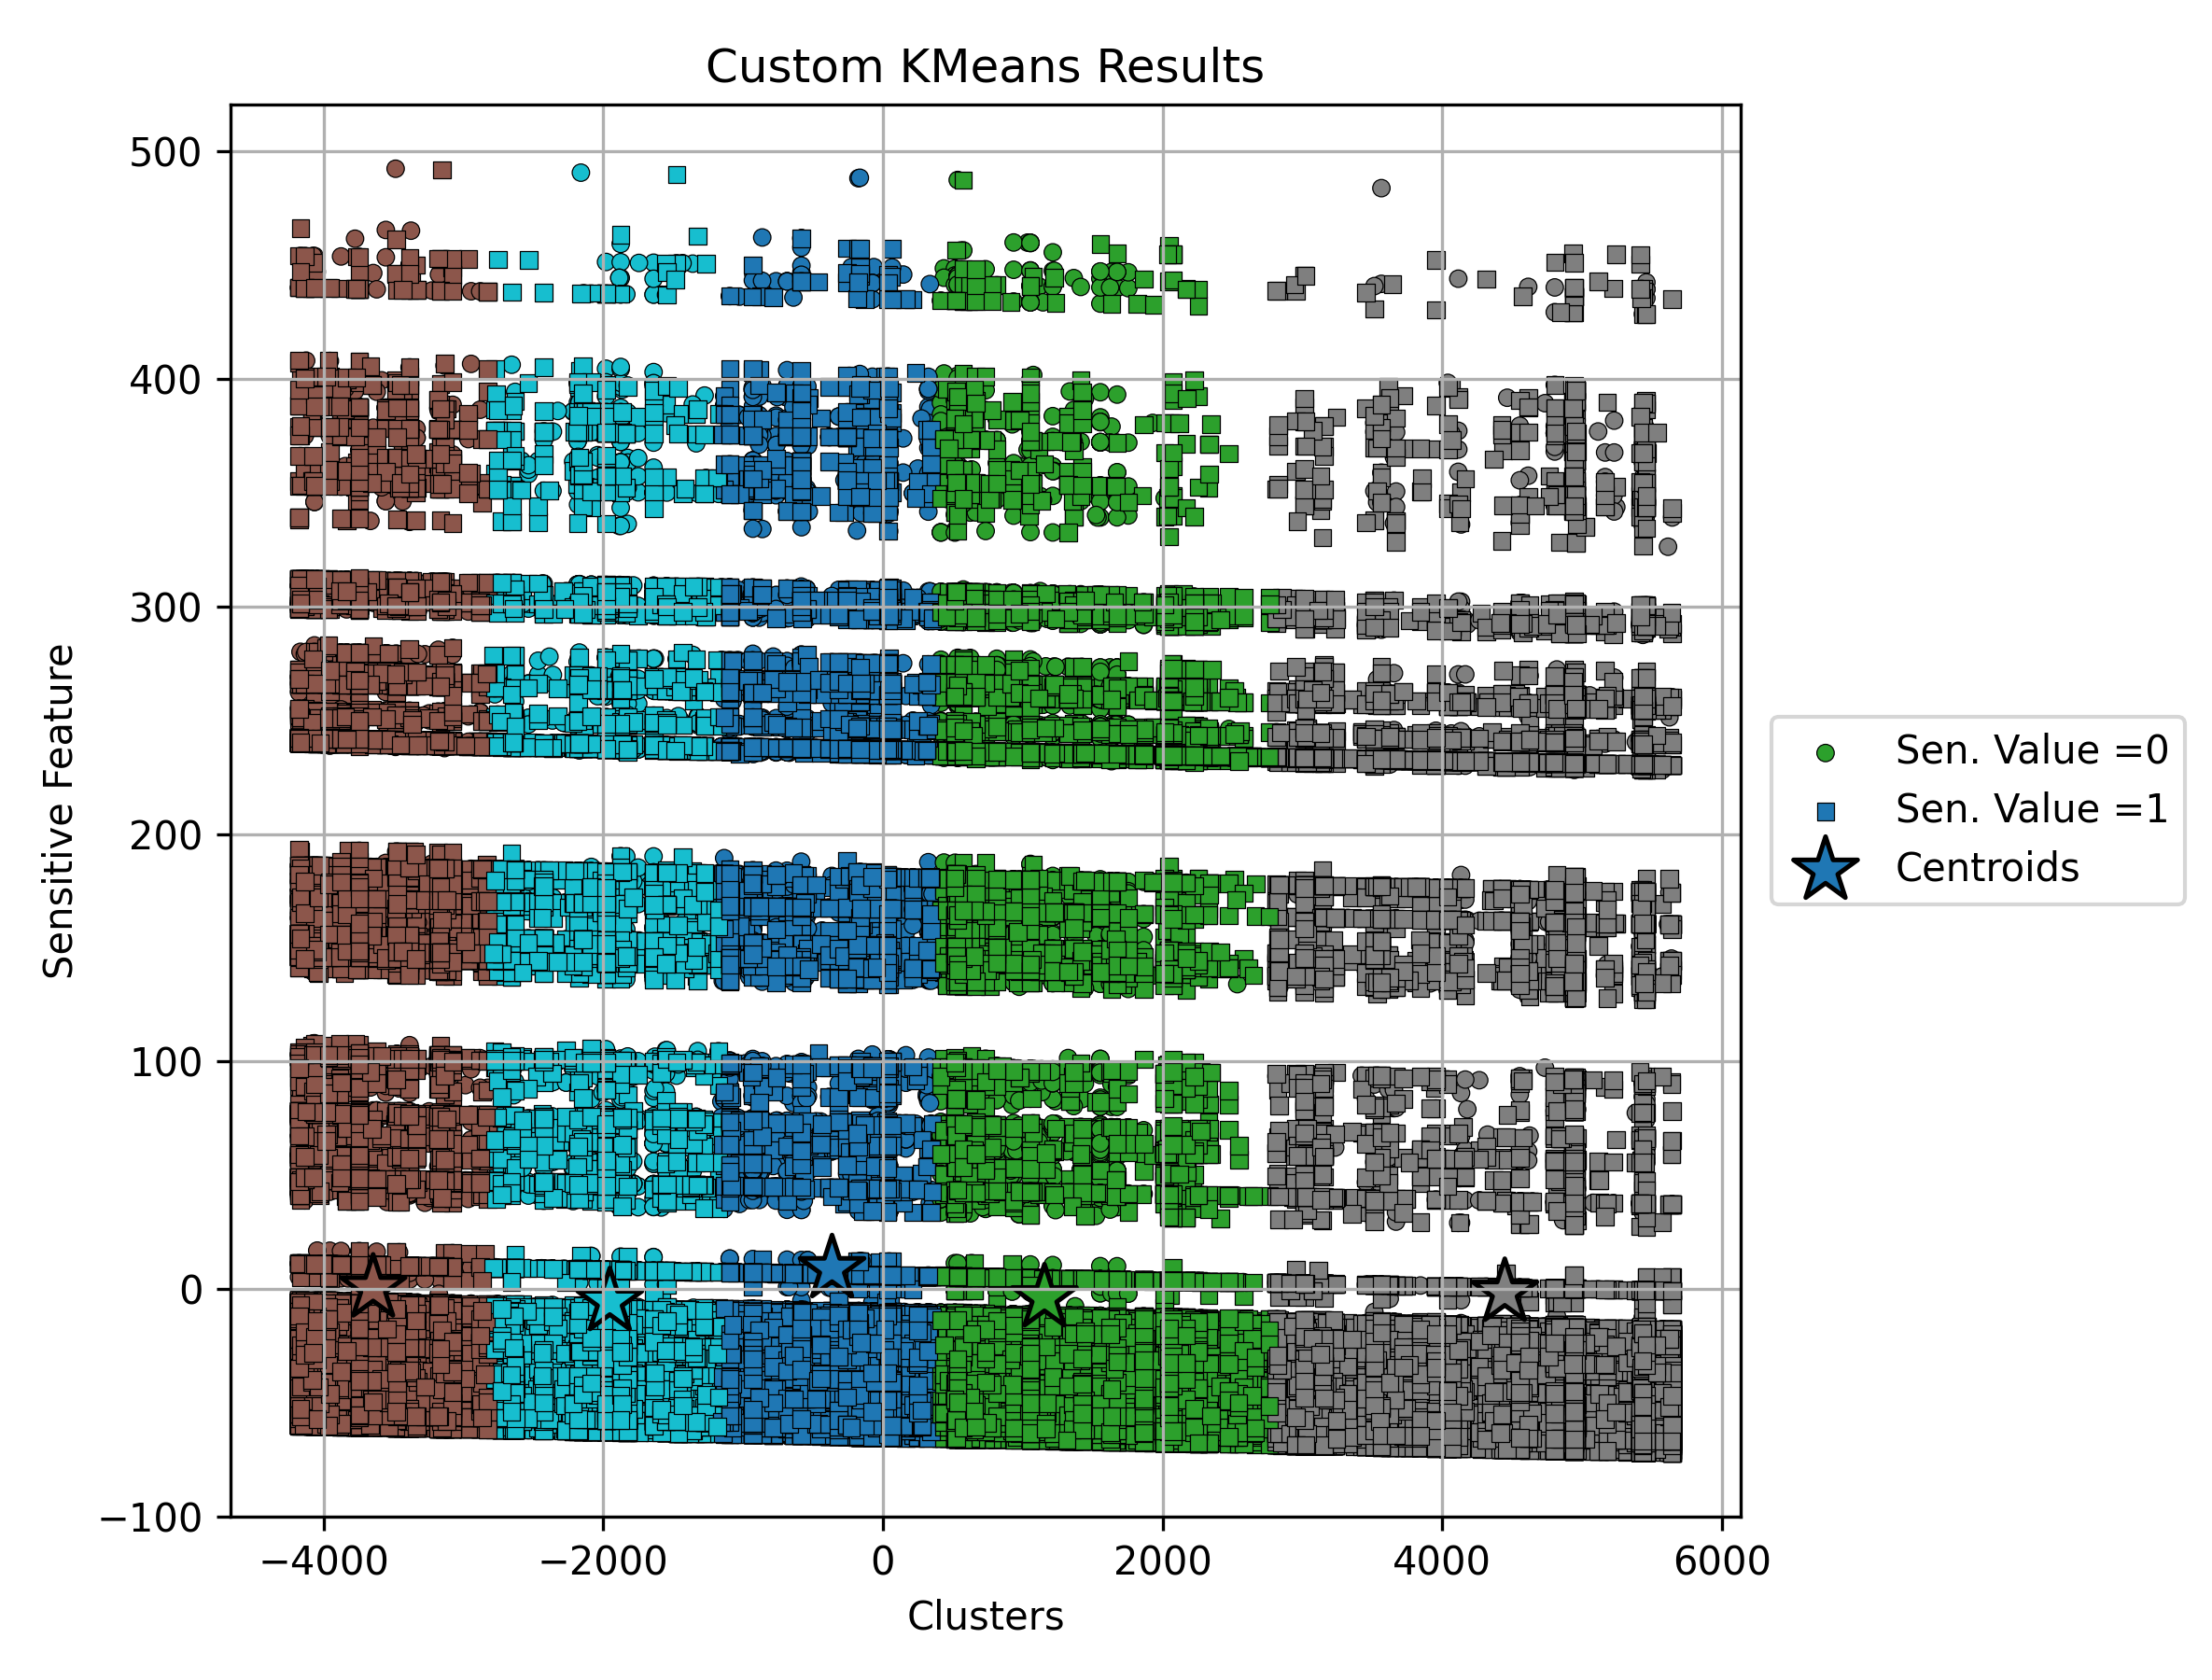 Custom KMeans Results
500
400
300
200
100
0
−100
Sensitive Feature
−4000 −2000 0 2000 4000 6000
Clusters
Sen. Value =0
Sen. Value =1
Centroids